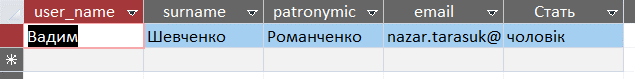 user_name surname patronymic email Стать
Вадим Шевченко Романченко nazar.tarasuk@ чоловік